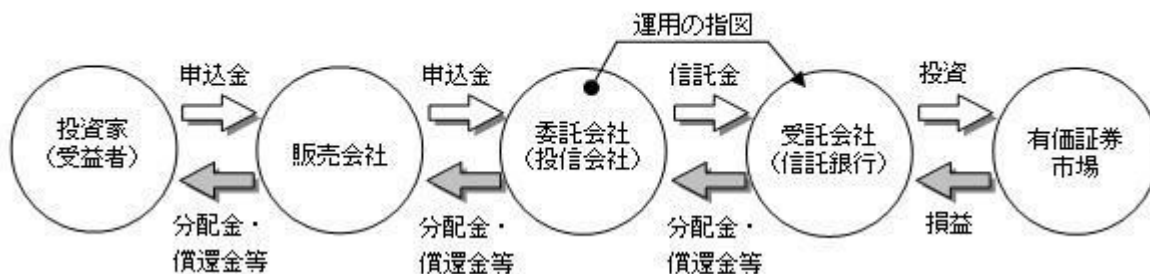 運用の指図
申込金
申込金
信託金
投資
投資家
(受益者)
販売会社
委託会社
(投信会社)
受託会社
(信託銀行)
有価証券
市場
分配金・
償還金等
分配金・
償還金等
分配金・
償還金等
損益